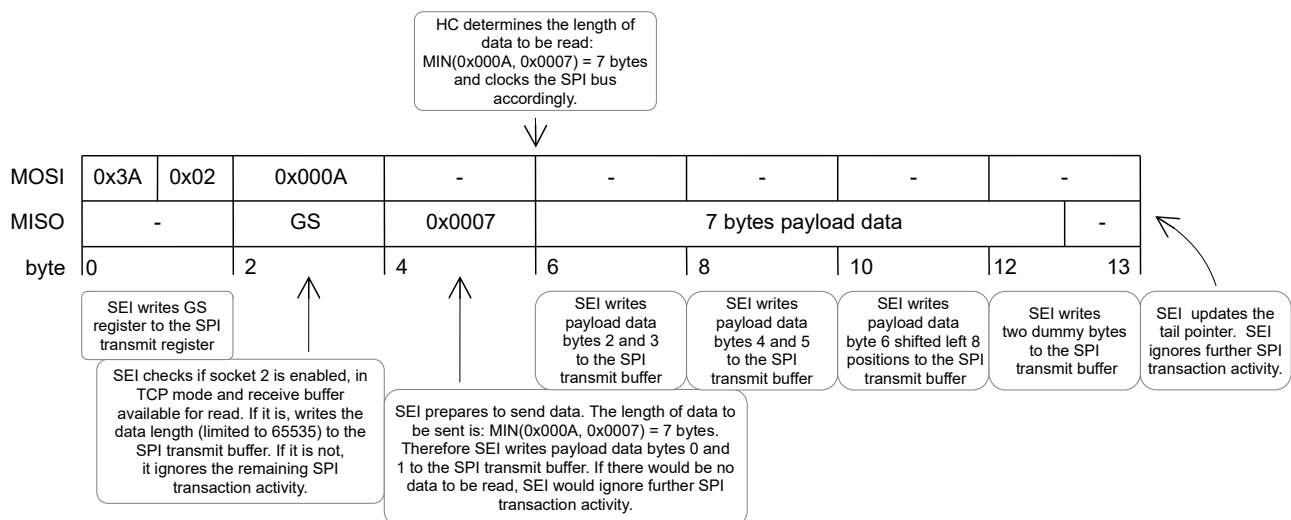 HC determines the length of
data to be read:
MIN(0x000A, 0x0007) = 7 bytes
and clocks the SPI bus
accordingly.
MOSI 0x3A 0x02 0x000A - - - - -
MISO - GS 0x0007 7 bytes payload data -
byte 0 2 4 6 8 10 12 13
SEI writes GS
register to the SPI
transmit register
SEI checks if socket 2 is enabled, in
TCP mode and receive buffer
available for read. If it is, writes the
data length (limited to 65535) to the
SPI transmit buffer. If it is not,
it ignores the remaining SPI
transaction activity.
SEI prepares to send data. The length of data to
be sent is: MIN(0x000A, 0x0007) = 7 bytes.
Therefore SEI writes payload data bytes 0 and
1 to the SPI transmit buffer. If there would be no
data to be read, SEI would ignore further SPI
transaction activity.
SEI writes
payload data
bytes 2 and 3
to the SPI
transmit buffer
SEI writes
payload data
bytes 4 and 5
to the SPI
transmit buffer
SEI writes
payload data
byte 6 shifted left 8
positions to the SPI
transmit buffer
SEI writes
two dummy bytes
to the SPI
transmit buffer
SEI updates the
tail pointer. SEI
ignores further SPI
transaction activity.